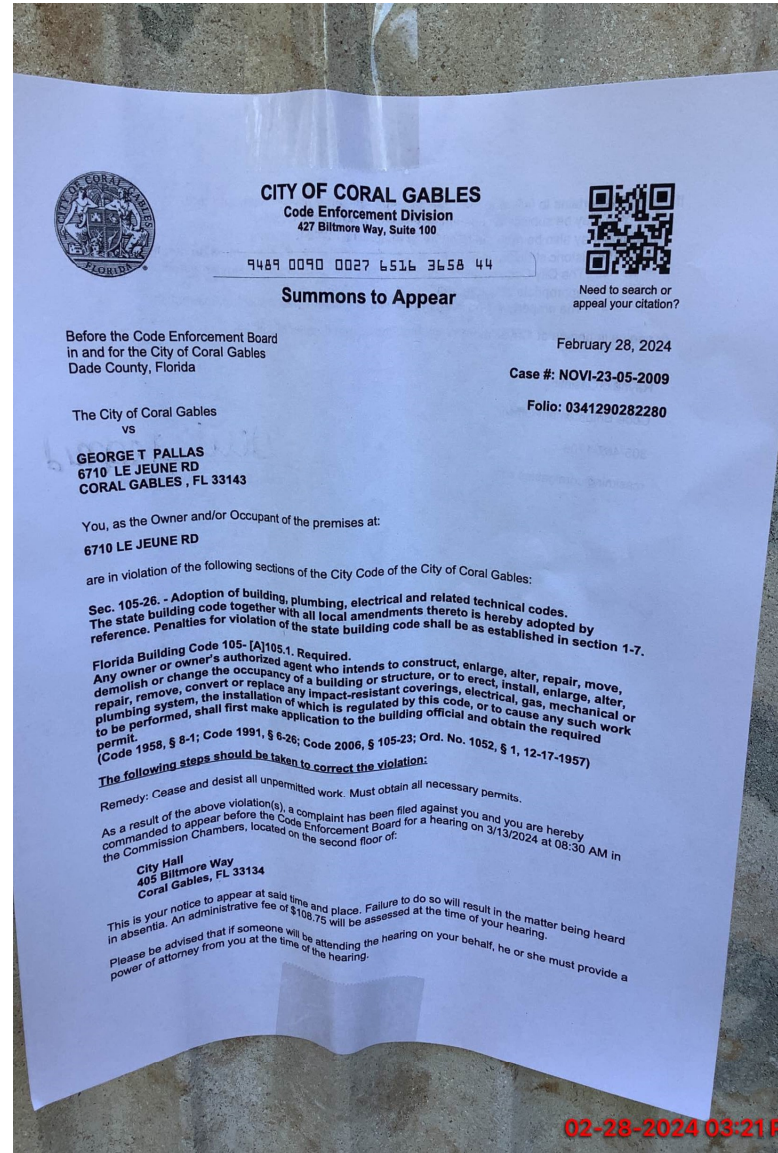 CITY OF CORAL GABLES
FLORIDA
CITY OF CORAL GABLES
Code Enforcement Division
427 Biltmore Way, Suite 100
9489 0090 0027 6516 3658 44
Summons to Appear
Need to search or
appeal your citation?
Before the Code Enforcement Board
in and for the City of Coral Gables
Dade County, Florida
February 28, 2024
Case #: NOVI-23-05-2009
Folio: 0341290282280
The City of Coral Gables
vs
GEORGE T PALLAS
6710 LE JEUNE RD
CORAL GABLES , FL 33143
You, as the Owner and/or Occupant of the premises at:
6710 LE JEUNE RD
are in violation of the following sections of the City Code of the City of Coral Gables:
Sec. 105-26. - Adoption of building, plumbing, electrical and related technical codes.
The state building code together with all local amendments thereto is hereby adopted by
reference. Penalties for violation of the state building code shall be as established in section 1-7.
Florida Building Code 105- [A]105.1. Required.
Any owner or owner's authorized agent who intends to construct, enlarge, alter, repair, move,
demolish or change the occupancy of a building or structure, or to erect, install, enlarge, alter,
repair, remove, convert or replace any impact-resistant coverings, electrical, gas, mechanical or
plumbing system, the installation of which is regulated by this code, or to cause any such work
to be performed, shall first make application to the building official and obtain the required
permit.
(Code 1958, § 8-1; Code 1991, § 6-26; Code 2006, § 105-23; Ord. No. 1052, § 1, 12-17-1957)
The following steps should be taken to correct the violation:
Remedy: Cease and desist all unpermitted work. Must obtain all necessary permits.
As a result of the above violation(s), a complaint has been filed against you and you are hereby
commanded to appear before the Code Enforcement Board for a hearing on 3/13/2024 at 08:30 AM in
the Commission Chambers, located on the second floor of:
City Hall
405 Biltmore Way
Coral Gables, FL 33134
This is your notice to appear at said time and place. Failure to do so will result in the matter being heard
in absentia. An administrative fee of $108.75 will be assessed at the time of your hearing.
Please be advised that if someone will be attending the hearing on your behalf, he or she must provide a
power of attorney from you at the time of the hearing.
02-28-2024 03:21 P